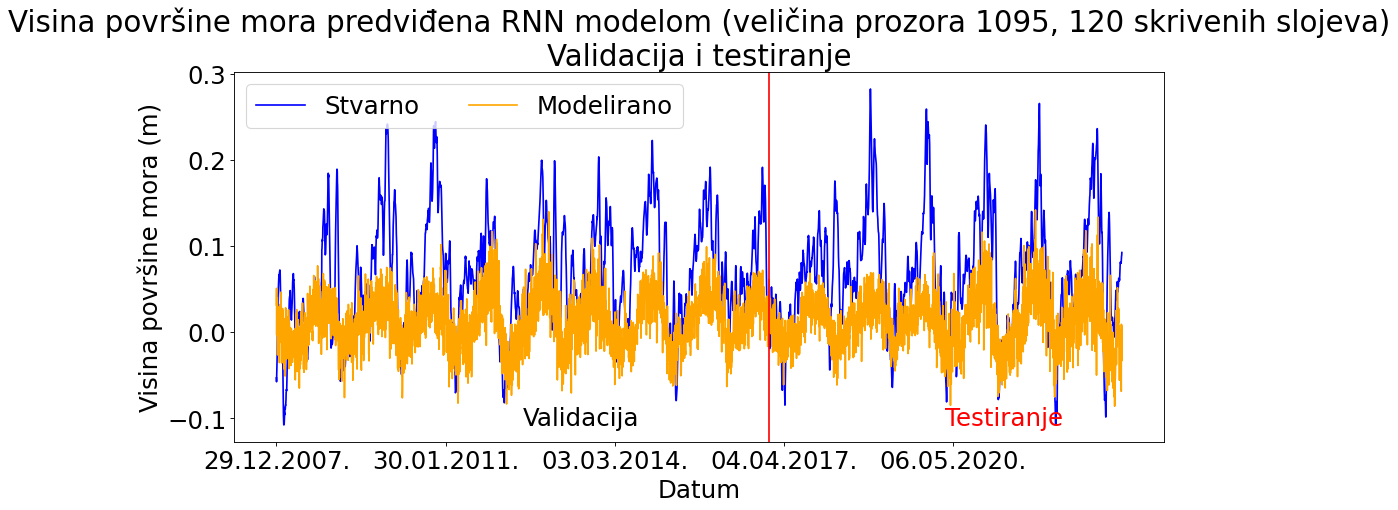 Visina površine mora predviđena RNN modelom (veličina prozora 1095, 120 skrivenih slojeva)
Validacija i testiranje
Stvarno
Modelirano
Visina površine mora (m)
0.3
0.2
0.1
0.0
−0.1
Validacija
Testiranje
29.12.2007.
30.01.2011.
03.03.2014.
04.04.2017.
06.05.2020.
Datum